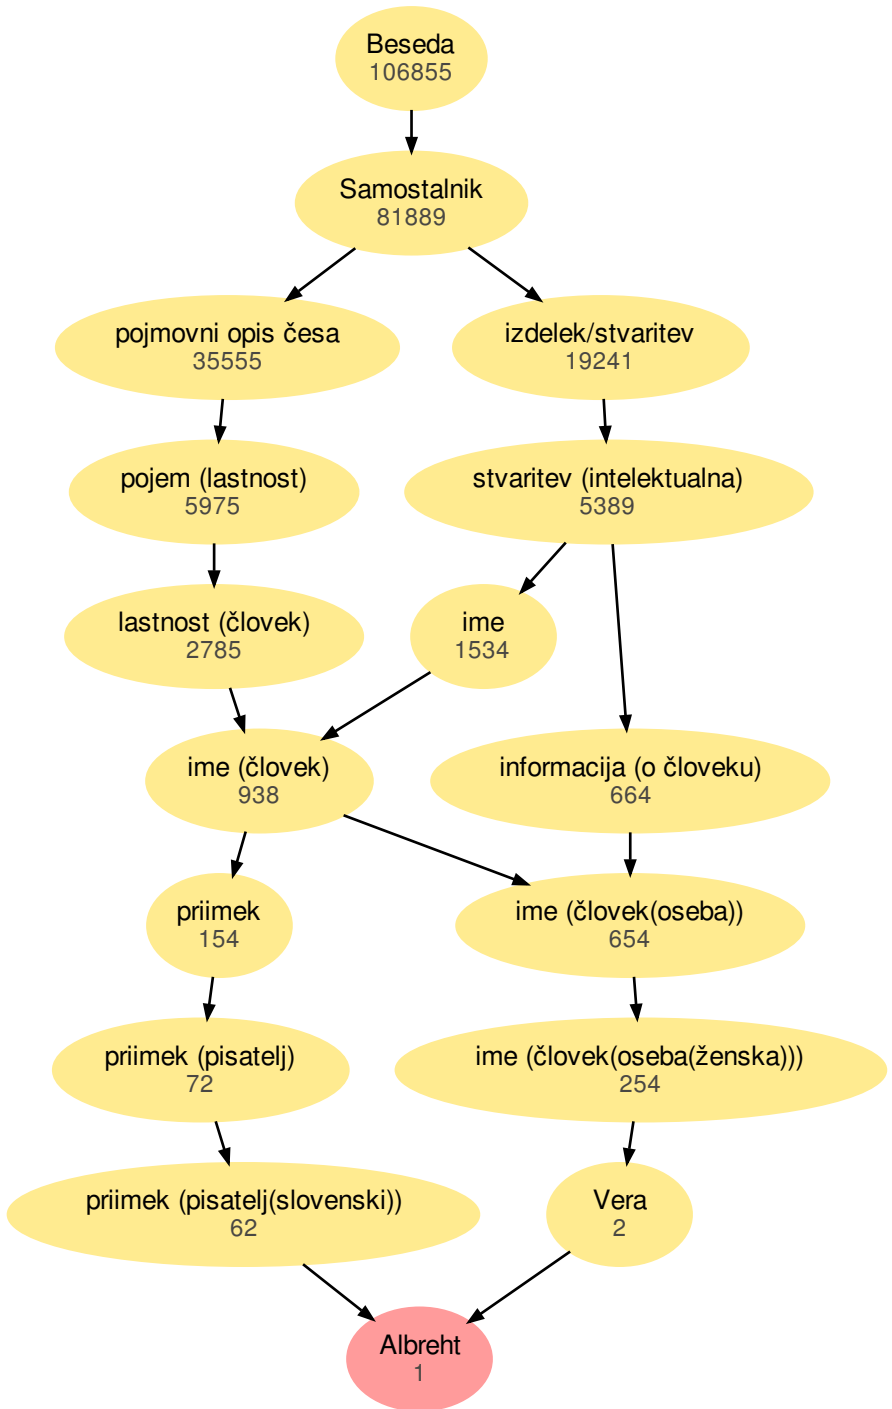 Beseda
106855
Samostalnik
81889
pojmovni opis česa
35555
izdelek/stvaritev
19241
pojem (lastnost)
5975
stvaritev (intelektualna)
5389
lastnost (človek)
2785
ime
1534
ime (človek)
938
informacija (o človeku)
664
priimek
154
ime (človek(oseba))
654
priimek (pisatelj)
72
ime (človek(oseba(ženska)))
254
priimek (pisatelj(slovenski))
62
Vera
2
Albreht
1